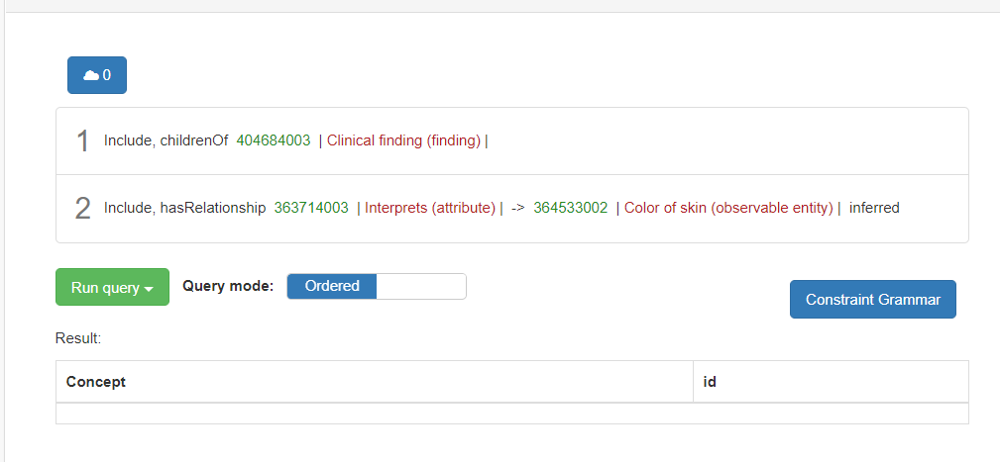 0
1 Include, childrenOf 404684003 | Clinical finding (finding) |
2 Include, hasRelationship 363714003 | Interprets (attribute) | -> 364533002 | Color of skin (observable entity) | inferred
Run query Query mode: Ordered
Constraint Grammar
Result:
Concept id